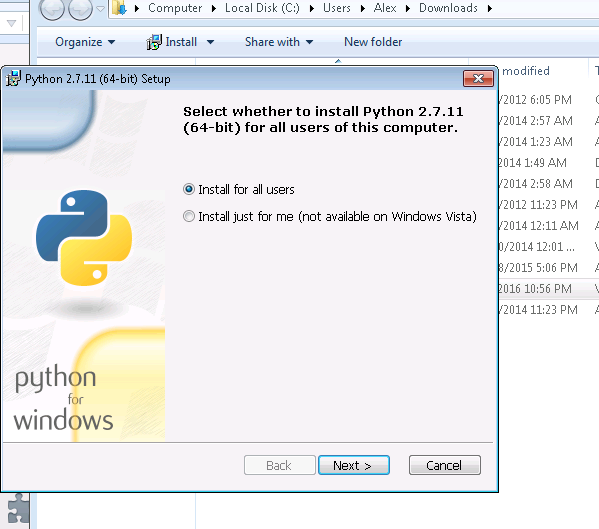 Computer Local Disk (C:) Users Alex Downloads
Organize Install Share with New folder
modified
Python 2.7.11 (64-bit) Setup
Select whether to install Python 2.7.11
(64-bit) for all users of this computer.
Install for all users
Install just for me (not available on Windows Vista)
python
for
windows
Back Next > Cancel
/2012 6:05 PM
/2014 2:57 AM
/2014 1:23 AM
2014 1:49 AM
/2014 2:58 AM
/2012 11:23 PM
/2014 12:11 AM
0/2014 12:01 ...
8/2015 5:06 PM
2016 10:56 PM
/2014 11:23 PM